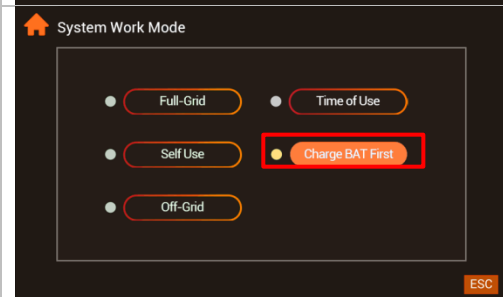 System Work Mode
Full-Grid
Time of Use
Self Use
Charge BAT First
Off-Grid
ESC